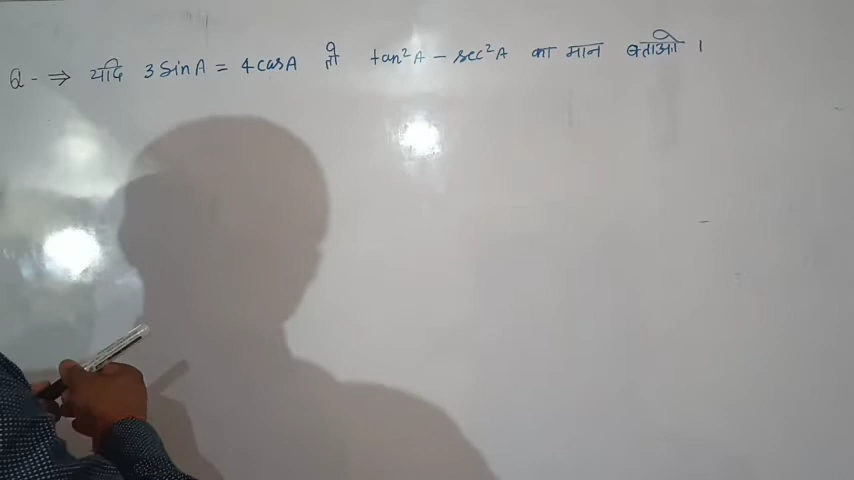 Q- ⇒ यदि 3 Sin A = 4 cos A तो tan²A - sec²A का मान बताओ ।